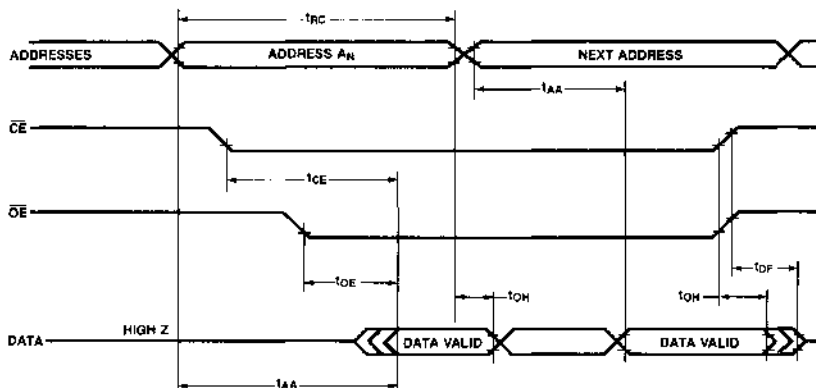 tRC
ADDRESSES ADDRESS AN NEXT ADDRESS
tAA
CE
tCE
OE
tOE tOH tOH tDF
DATA HIGH Z DATA VALID DATA VALID
tAA